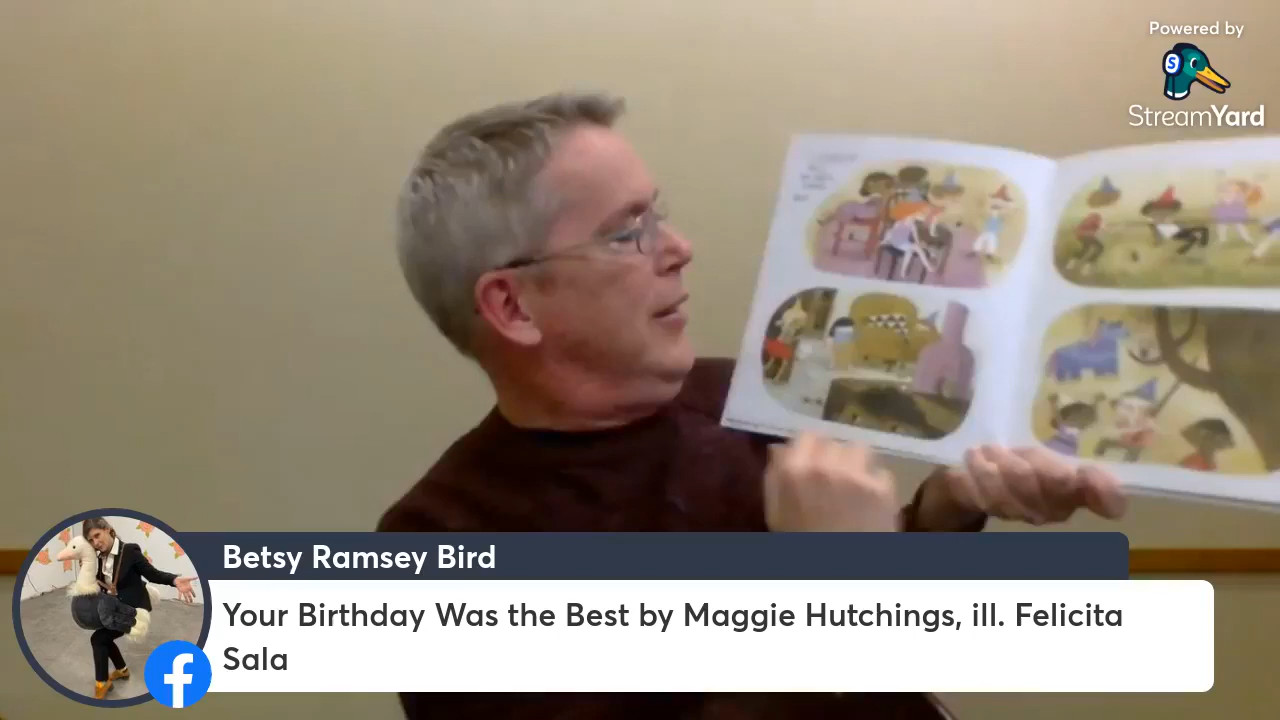 Powered by
S
StreamYard
Betsy Ramsey Bird
Your Birthday Was the Best by Maggie Hutchings, ill. Felicita
Sala